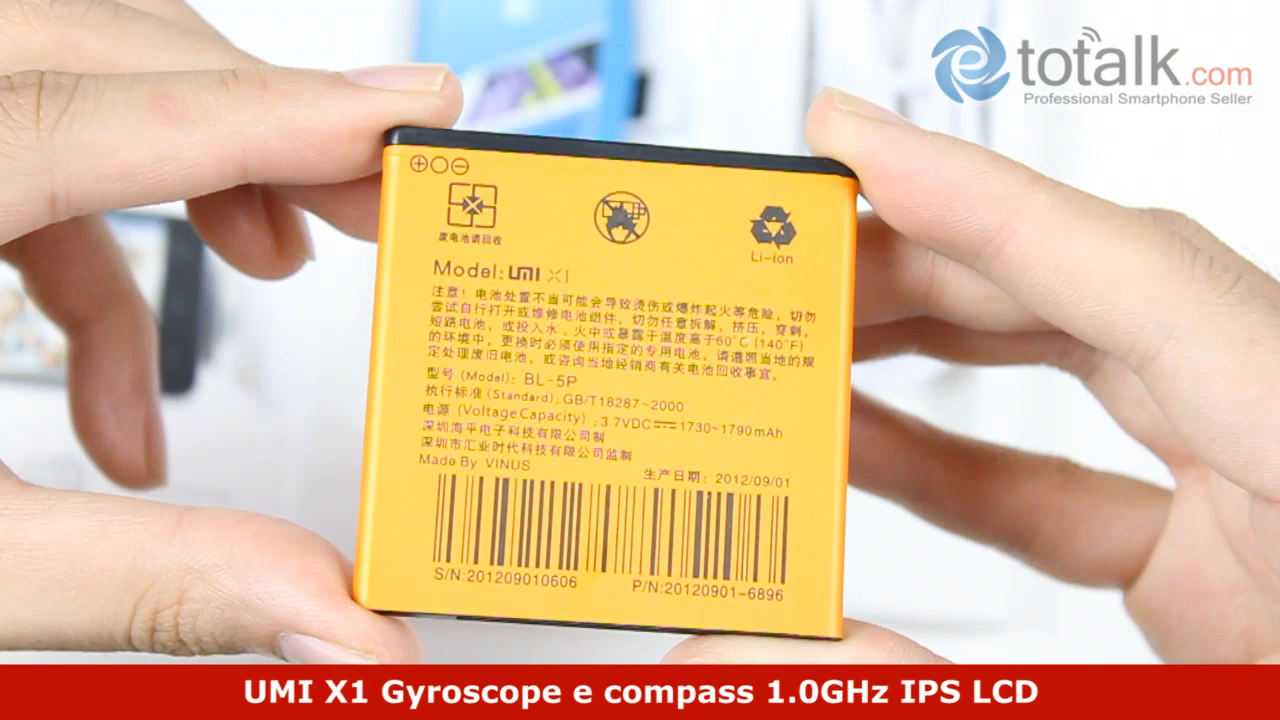 etotalk.com
Professional Smartphone Seller
废电池请回收
Li-ion
Model: UMI X1
注意！电池处置不当可能会导致烫伤或爆炸起火等危险，切勿
尝试自行打开或维修电池组件，切勿任意拆解，挤压，穿刺，
短路电池，或投入水、火中或暴露于温度高于60°C (140°F)
的环境中，更换时必须使用指定的专用电池，请遵照当地的规
定处理废旧电池，或咨询当地经销商有关电池回收事宜。
型号 (Model): BL-5P
执行标准 (Standard): GB/T18287-2000
电源 (VoltageCapacity) : 3.7VDC⎓1730~1790mAh
深圳海平电子科技有限公司制
深圳市汇业时代科技有限公司监制
Made By VINUS
生产日期: 2012/09/01
S/N:201209010606
P/N:20120901-6896
UMI X1 Gyroscope e compass 1.0GHz IPS LCD